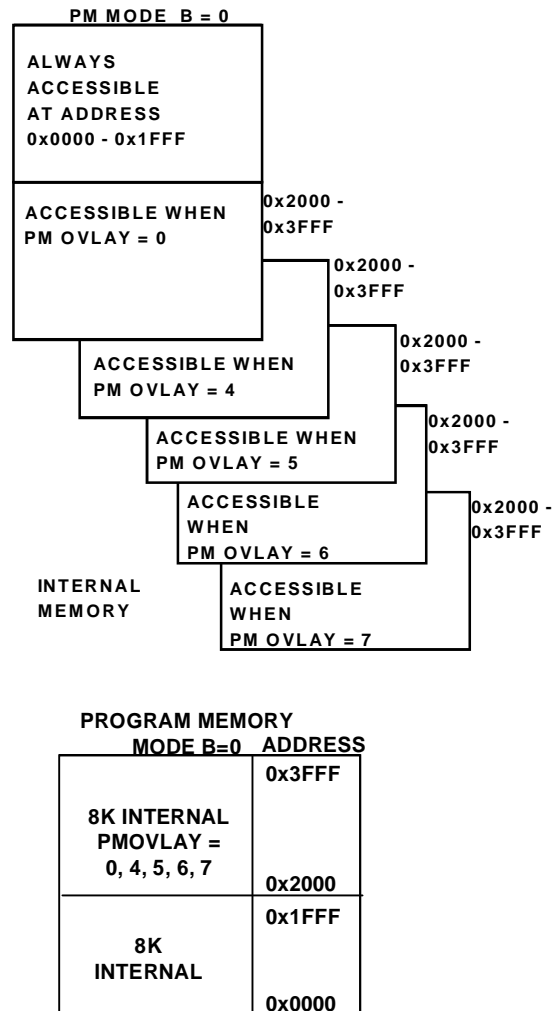 PM MODE B = 0
ALWAYS
ACCESSIBLE
AT ADDRESS
0x0000 - 0x1FFF
ACCESSIBLE WHEN
PM OVLAY = 0
0x2000 -
0x3FFF
0x2000 -
0x3FFF
ACCESSIBLE WHEN
PM OVLAY = 4
0x2000 -
0x3FFF
ACCESSIBLE WHEN
PM OVLAY = 5
0x2000 -
0x3FFF
ACCESSIBLE
WHEN
PM OVLAY = 6
0x2000 -
0x3FFF
ACCESSIBLE
WHEN
PM OVLAY = 7
INTERNAL
MEMORY
PROGRAM MEMORY
MODE B=0 ADDRESS
0x3FFF
8K INTERNAL
PMOVLAY =
0, 4, 5, 6, 7
0x2000
0x1FFF
8K
INTERNAL
0x0000